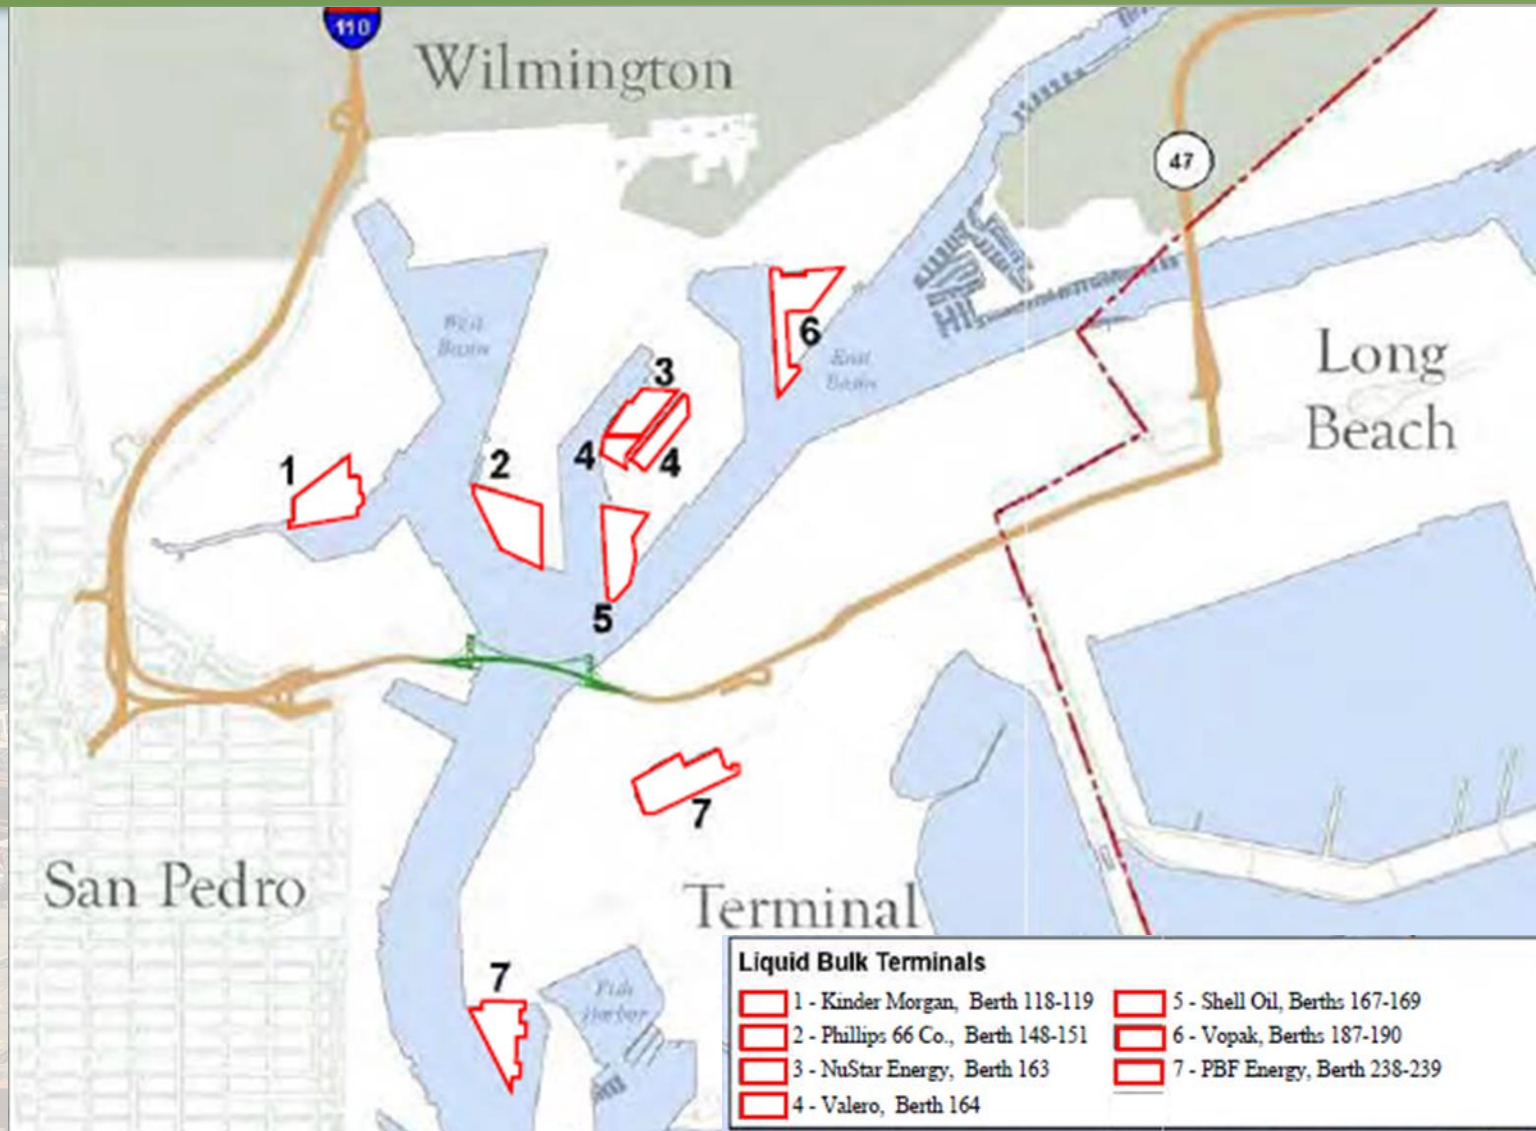 110
Wilmington
47
West
Basin
6
East
Basin
Long
Beach
3
1
2
4
4
5
7
San Pedro
Terminal
7
Fish
Harbor
Liquid Bulk Terminals
1 - Kinder Morgan, Berth 118-119
2 - Phillips 66 Co., Berth 148-151
3 - NuStar Energy, Berth 163
4 - Valero, Berth 164
5 - Shell Oil, Berths 167-169
6 - Vopak, Berths 187-190
7 - PBF Energy, Berth 238-239